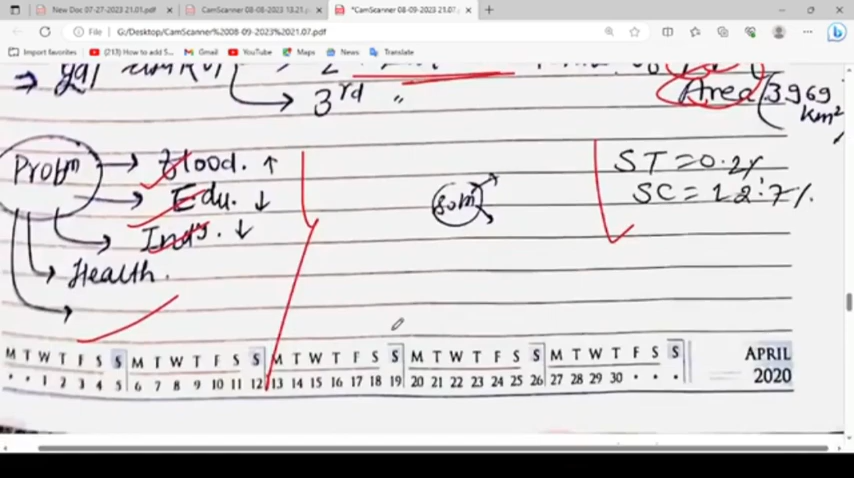 New Doc 07-27-2023 21.01.pdf
CamScanner 08-08-2023 13.21.p
*CamScanner 08-09-2023 21.07.p
File | G:/Desktop/CamScanner%2008-09-2023%2021.07.pdf
Import favorites
(213) How to add S...
Gmail
YouTube
Maps
News
Translate
3rd "
Area 3969 km²
Probm
Flood. ↑
Edu. ↓
Inds. ↓
Health.
som
ST = 0.2%
SC = 12.7%.
M T W T F S S M T W T F S S M T W T F S S M T W T F S S M T W T F S S
• • 1 2 3 4 5 6 7 8 9 10 11 12 13 14 15 16 17 18 19 20 21 22 23 24 25 26 27 28 29 30 • • •
APRIL
2020